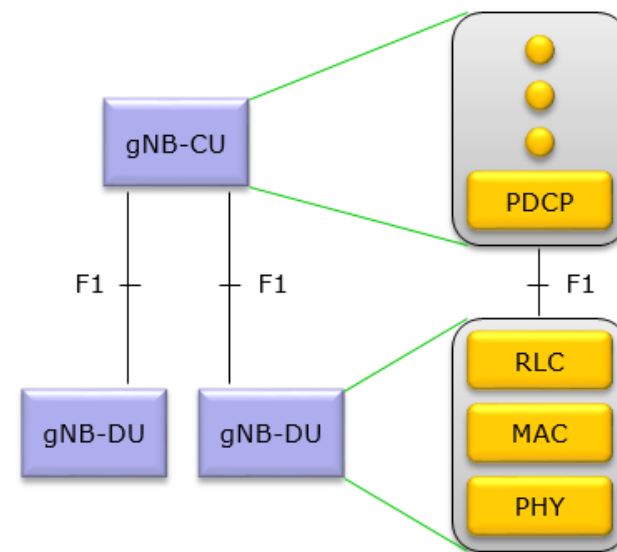 gNB-CU
PDCP
F1
F1
F1
gNB-DU
gNB-DU
RLC
MAC
PHY